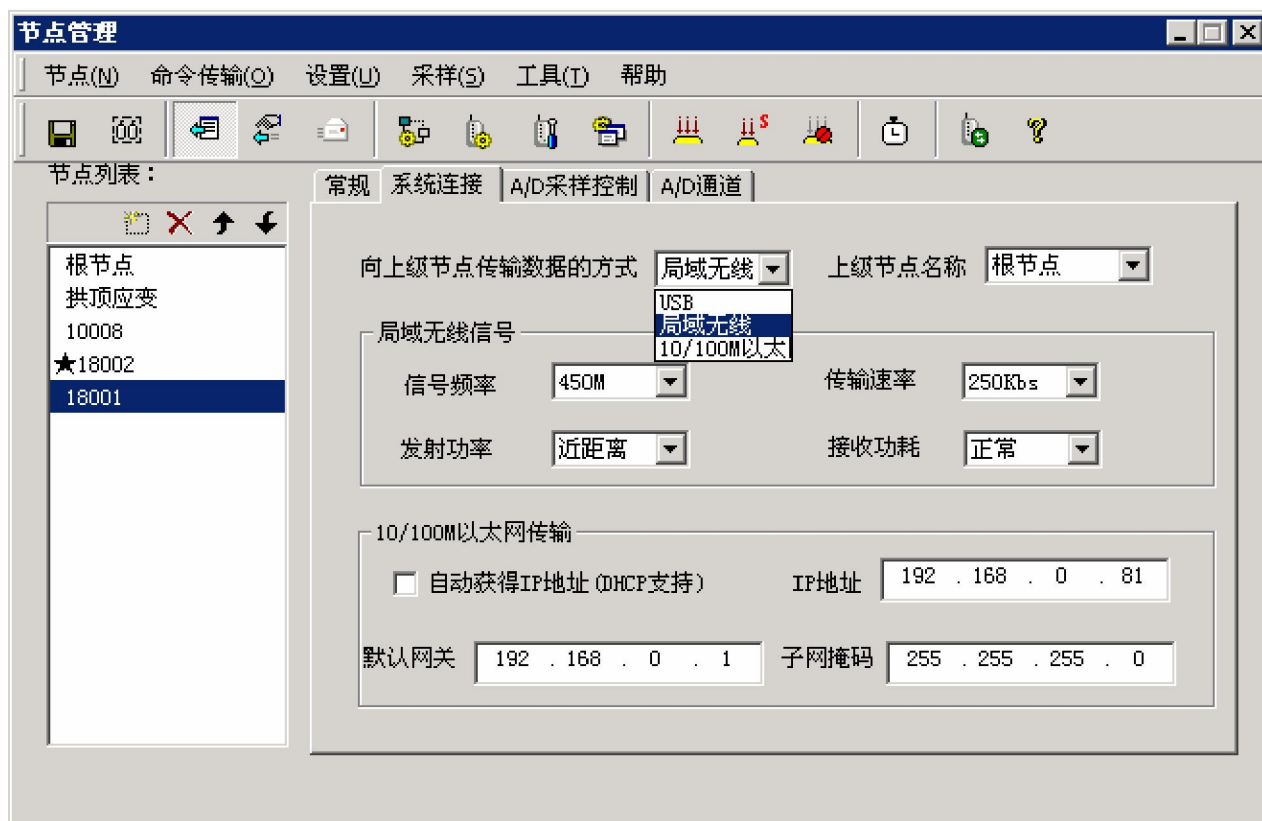 节点管理
节点(N) 命令传输(O) 设置(U) 采样(S) 工具(T) 帮助
节点列表：
常规 系统连接 A/D采样控制 A/D通道
根节点
拱顶应变
10008
★18002
18001
向上级节点传输数据的方式 局域无线 上级节点名称 根节点
USB
局域无线
10/100M以太
局域无线信号
信号频率 450M 传输速率 250Kbs
发射功率 近距离 接收功耗 正常
10/100M以太网传输
自动获得IP地址(DHCP支持) IP地址 192 . 168 . 0 . 81
默认网关 192 . 168 . 0 . 1 子网掩码 255 . 255 . 255 . 0